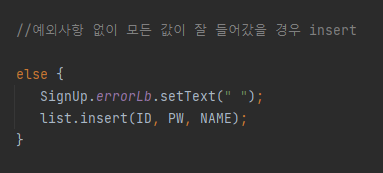 //예외사항 없이 모든 값이 잘 들어갔을 경우 insert
else {
SignUp.errorLb.setText(" ");
list.insert(ID, PW, NAME);
}